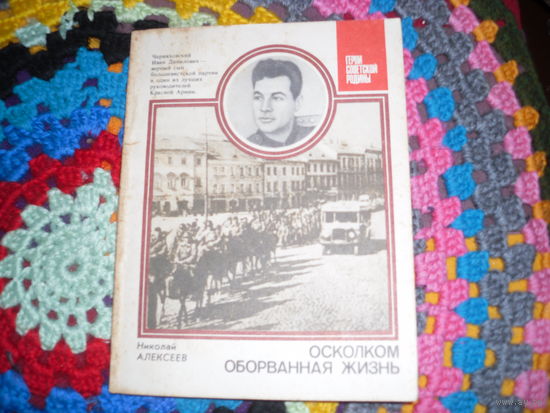 Черняховский
Иван Данилович —
верный сын
большевистской партии
и один из лучших
руководителей
Красной Армии.
ГЕРОИ
СОВЕТСКОЙ
РОДИНЫ
Николай
АЛЕКСЕЕВ
ОСКОЛКОМ
ОБОРВАННАЯ ЖИЗНЬ